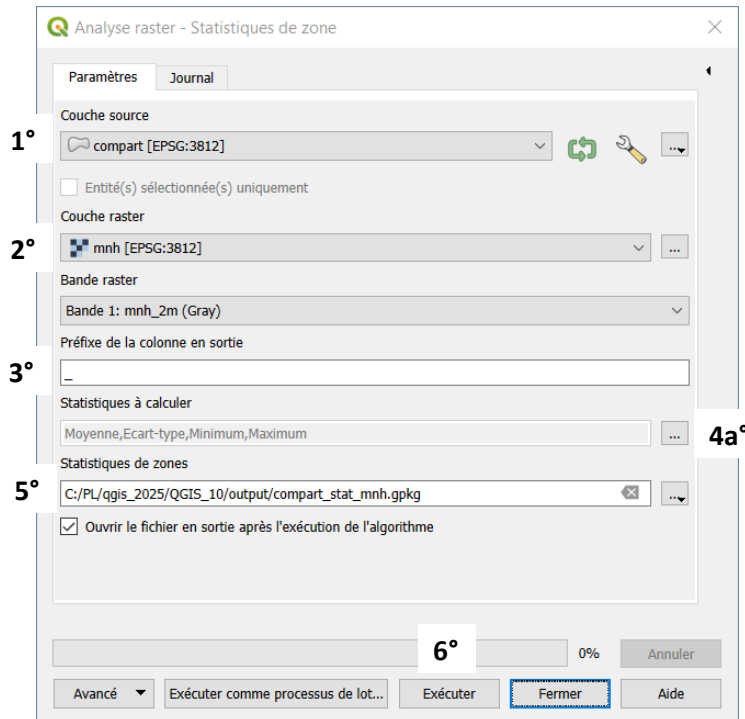 Analyse raster - Statistiques de zone
Paramètres Journal
Couche source
1° compart [EPSG:3812] ...
Entité(s) sélectionnée(s) uniquement
Couche raster
2° mnh [EPSG:3812] ...
Bande raster
Bande 1: mnh_2m (Gray)
Préfixe de la colonne en sortie
3° _
Statistiques à calculer
Moyenne,Ecart-type,Minimum,Maximum ... 4a°
Statistiques de zones
5° C:/PL/qgis_2025/QGIS_10/output/compart_stat_mnh.gpkg ...
Ouvrir le fichier en sortie après l'exécution de l'algorithme
6° 0% Annuler
Avancé Exécuter comme processus de lot... Exécuter Fermer Aide